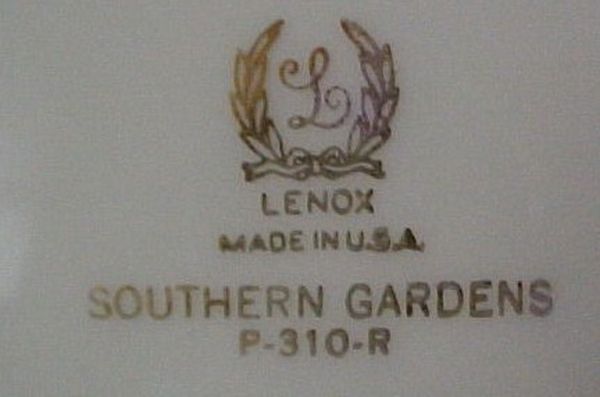 L
LENOX
MADE IN U.S.A.
SOUTHERN GARDENS
P-310-R